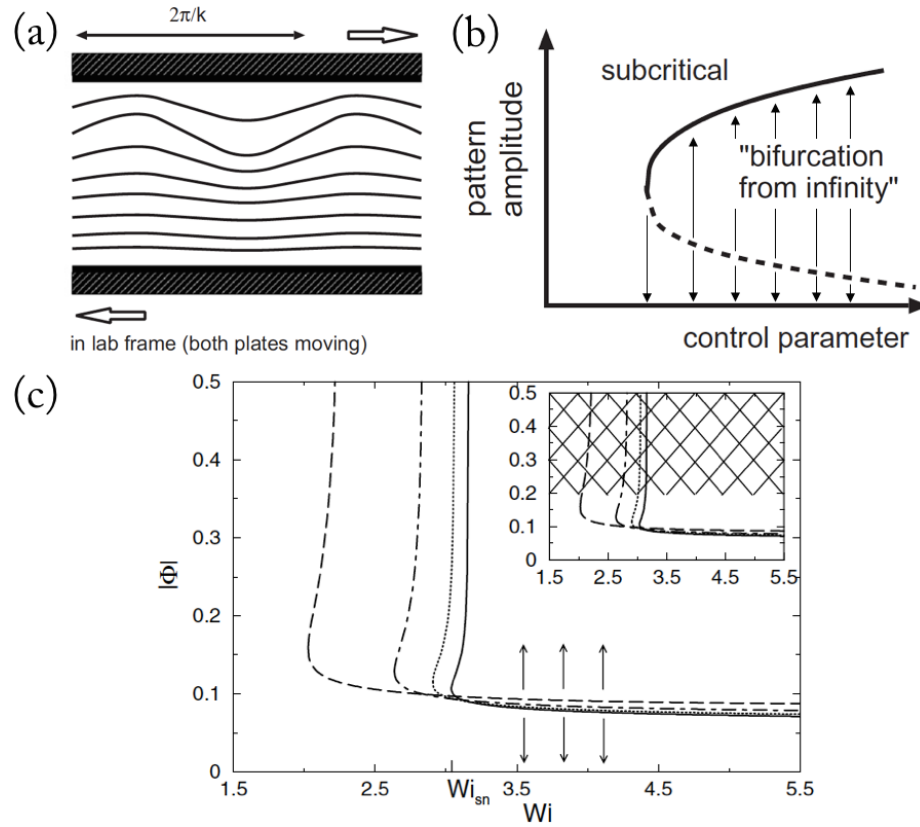 (a)
2π/k
in lab frame (both plates moving)
(b)
subcritical
"bifurcation
from infinity"
pattern
amplitude
control parameter
(c)
0.5
0.4
0.3
0.2
0.1
0
|Φ|
1.5
2.5
Wi_sn
3.5
4.5
5.5
Wi
0.5
0.4
0.3
0.2
0.1
0
1.5
2.5
3.5
4.5
5.5